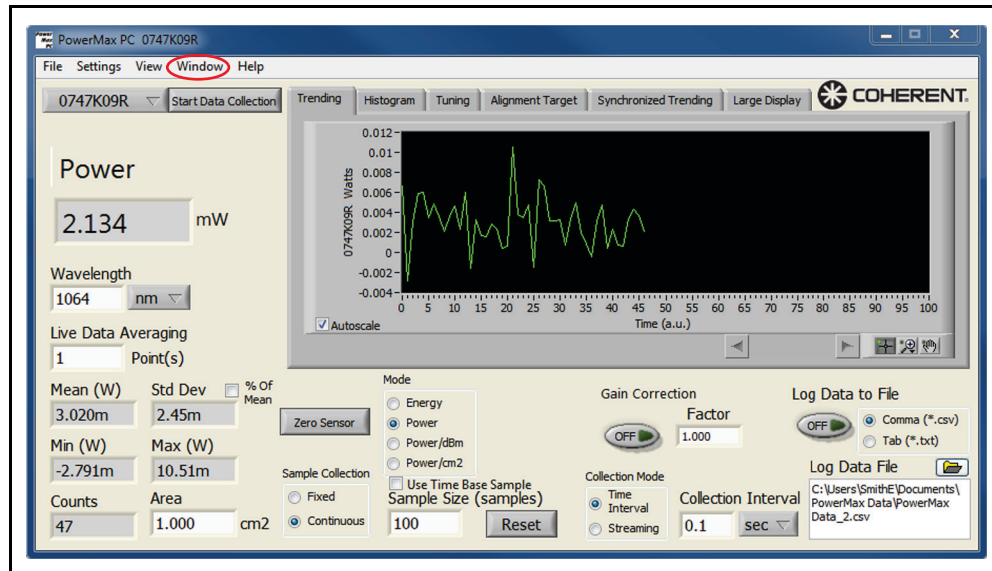 PowerMax PC 0747K09R
File Settings View Window Help
0747K09R Start Data Collection
Trending Histogram Tuning Alignment Target Synchronized Trending Large Display
COHERENT.
Power
2.134 mW
Wavelength
1064 nm
Live Data Averaging
1 Point(s)
0747K09R Watts
0.012
0.01
0.008
0.006
0.004
0.002
0
-0.002
-0.004
0 5 10 15 20 25 30 35 40 45 50 55 60 65 70 75 80 85 90 95 100
Autoscale
Time (a.u.)
Mean (W) Std Dev % Of Mean
3.020m 2.45m
Min (W) Max (W)
-2.791m 10.51m
Counts Area
47 1.000 cm2
Zero Sensor
Sample Collection
Fixed
Continuous
Mode
Energy
Power
Power/dBm
Power/cm2
Use Time Base Sample
Sample Size (samples)
100 Reset
Gain Correction
OFF
Factor
1.000
Collection Mode
Time Interval
Streaming
Collection Interval
0.1 sec
Log Data to File
OFF
Comma (*.csv)
Tab (*.txt)
Log Data File
C:\Users\SmithE\Documents\
PowerMax Data\PowerMax
Data_2.csv